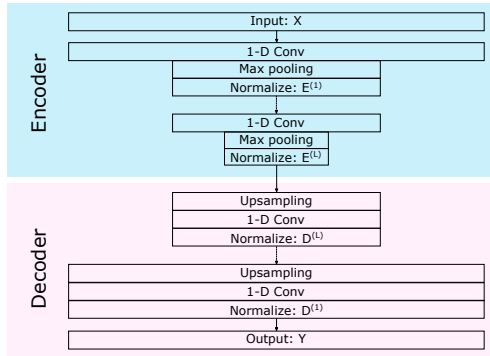 Encoder
Input: X
1-D Conv
Max pooling
Normalize: E(1)
1-D Conv
Max pooling
Normalize: E(L)
Decoder
Upsampling
1-D Conv
Normalize: D(L)
Upsampling
1-D Conv
Normalize: D(1)
Output: Y